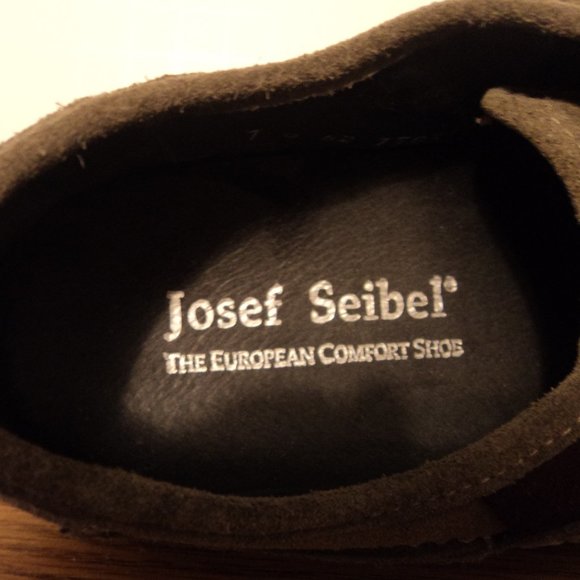 Josef Seibel®
THE EUROPEAN COMFORT SHOE